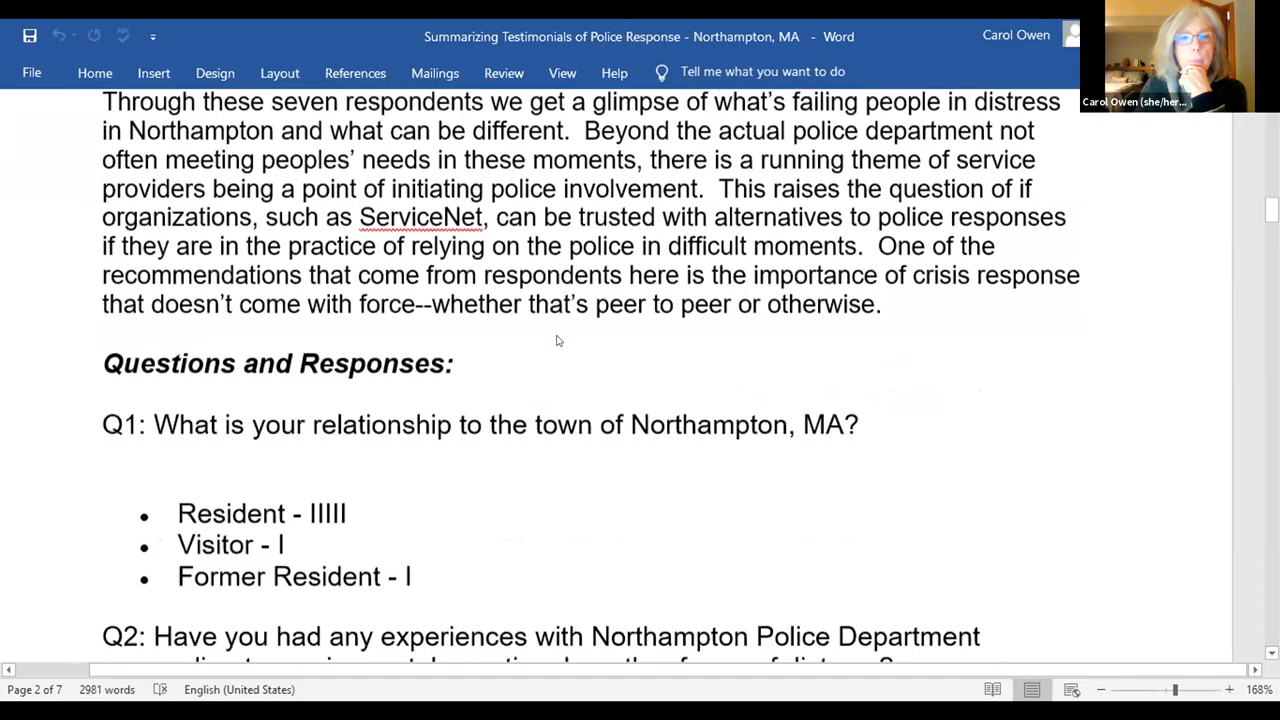 Summarizing Testimonials of Police Response - Northampton, MA - Word
Carol Owen
File Home Insert Design Layout References Mailings Review View Help Tell me what you want to do
Carol Owen (she/her...
Through these seven respondents we get a glimpse of what's failing people in distress
in Northampton and what can be different. Beyond the actual police department not
often meeting peoples' needs in these moments, there is a running theme of service
providers being a point of initiating police involvement. This raises the question of if
organizations, such as ServiceNet, can be trusted with alternatives to police responses
if they are in the practice of relying on the police in difficult moments. One of the
recommendations that come from respondents here is the importance of crisis response
that doesn't come with force--whether that's peer to peer or otherwise.
Questions and Responses:
Q1: What is your relationship to the town of Northampton, MA?
• Resident - IIIII
• Visitor - I
• Former Resident - I
Q2: Have you had any experiences with Northampton Police Department
Page 2 of 7 2981 words English (United States) 168%